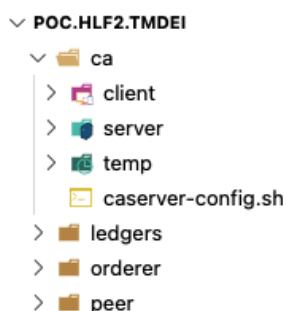 POC.HLF2.TMDEI
ca
client
server
temp
caserver-config.sh
ledgers
orderer
peer